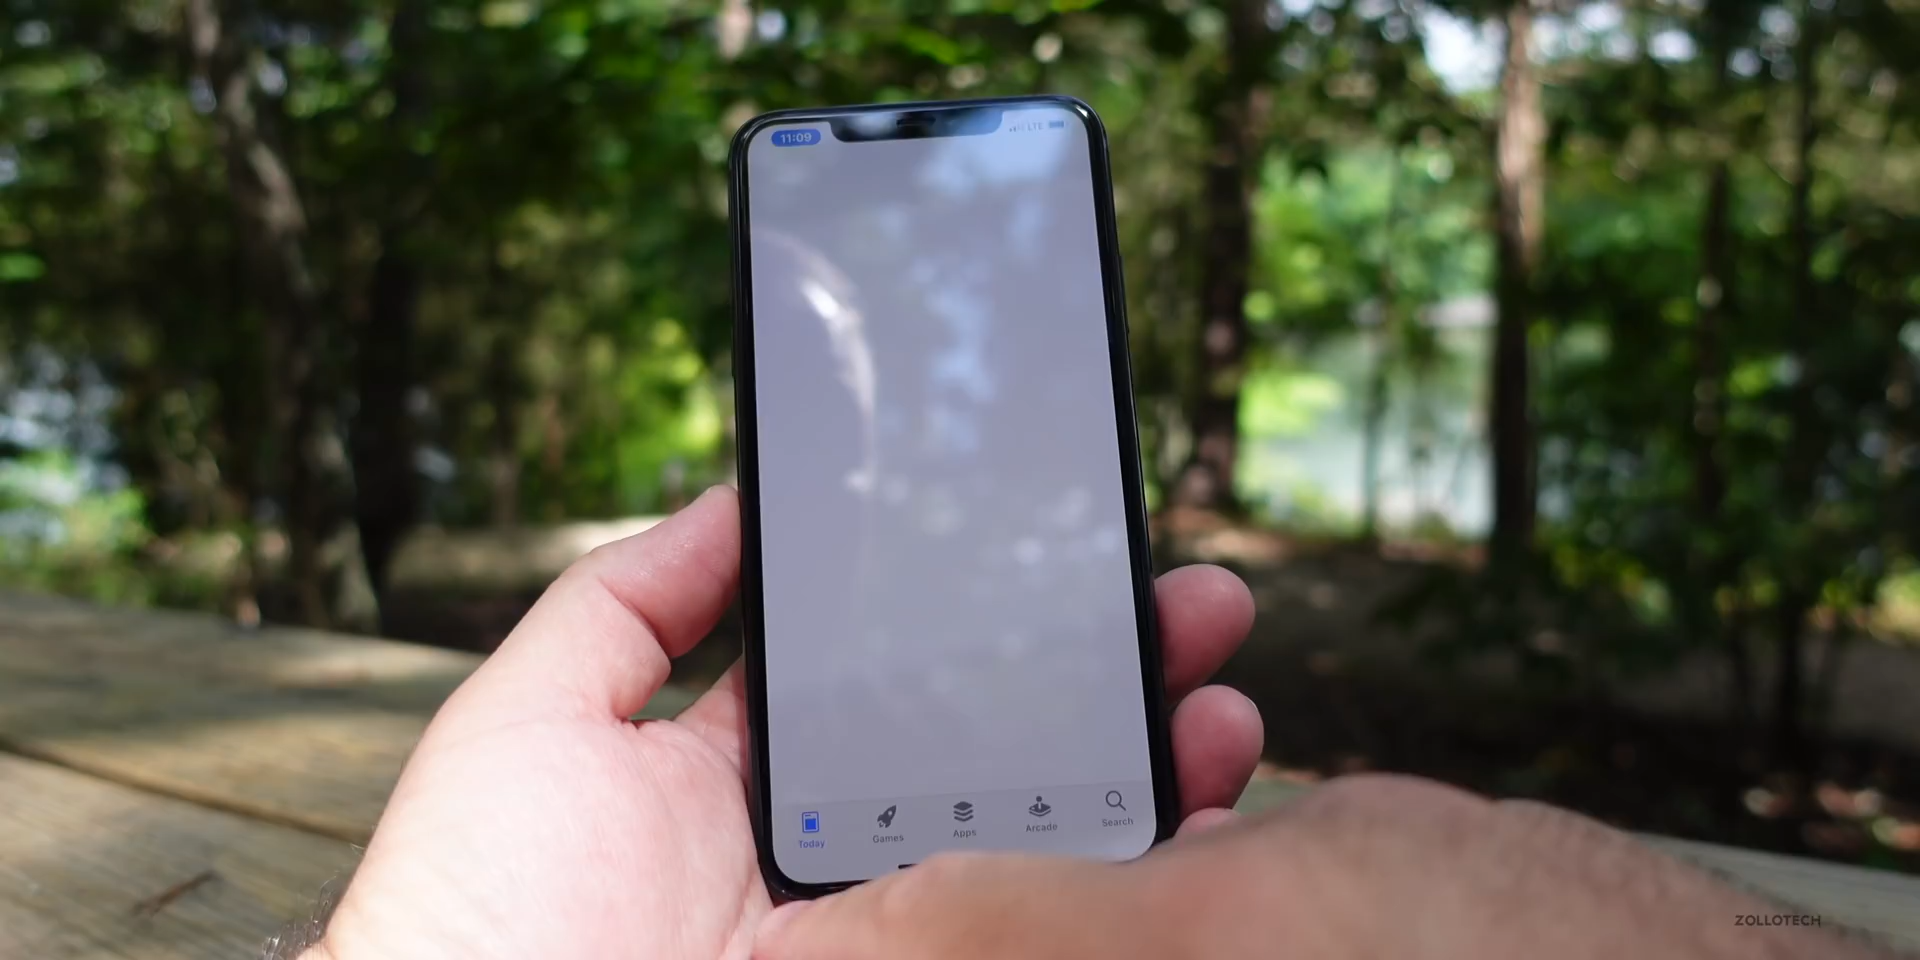 11:09
LTE
Today
Games
Apps
Arcade
Search
ZOLLOTECH